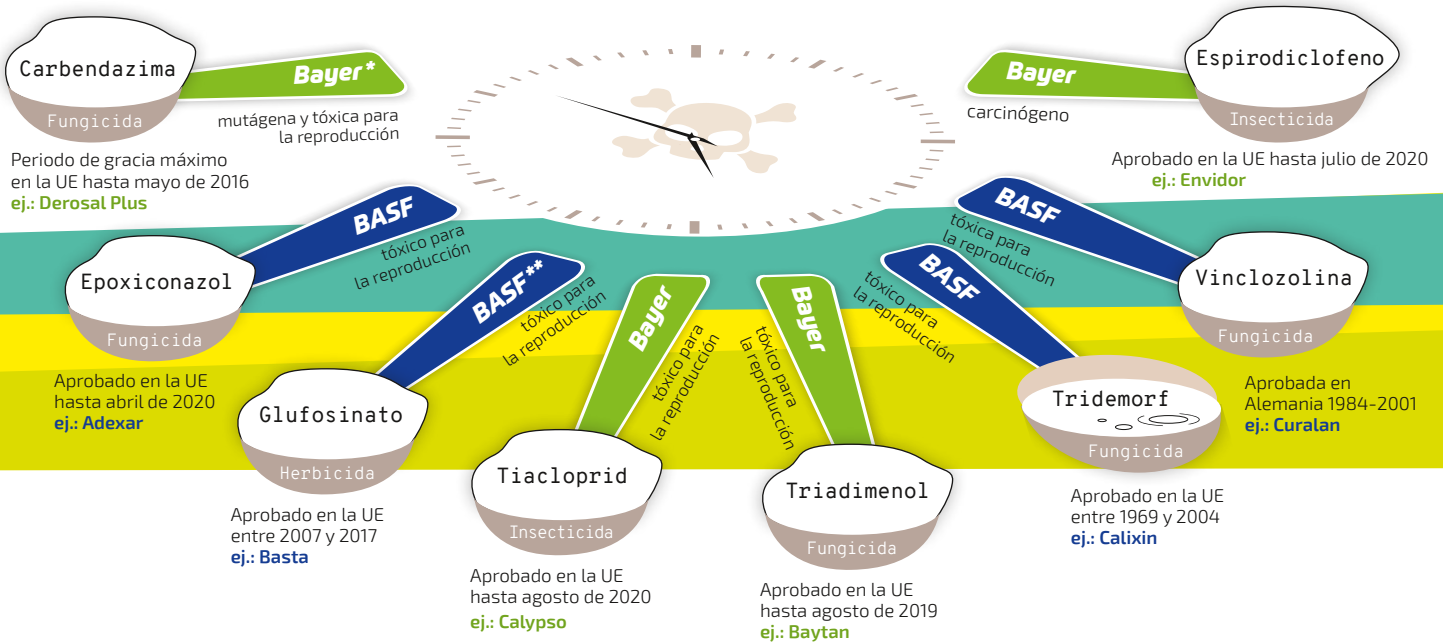 Carbendazima
Fungicida
Bayer*
mutágena y tóxica para
la reproducción
Periodo de gracia máximo
en la UE hasta mayo de 2016
ej.: Derosal Plus
Bayer
carcinógeno
Espirodiclofeno
Insecticida
Aprobado en la UE hasta julio de 2020
ej.: Envidor
BASF
tóxico para
la reproducción
Epoxiconazol
Fungicida
Aprobado en la UE
hasta abril de 2020
ej.: Adexar
BASF**
tóxico para
la reproducción
Glufosinato
Herbicida
Aprobado en la UE
entre 2007 y 2017
ej.: Basta
Bayer
tóxico para
la reproducción
Tiacloprid
Insecticida
Aprobado en la UE
hasta agosto de 2020
ej.: Calypso
Bayer
tóxico para
la reproducción
Triadimenol
Fungicida
Aprobado en la UE
hasta agosto de 2019
ej.: Baytan
BASF
tóxico para
la reproducción
Tridemorf
Fungicida
Aprobado en la UE
entre 1969 y 2004
ej.: Calixin
BASF
tóxica para
la reproducción
Vinclozolina
Fungicida
Aprobada en
Alemania 1984-2001
ej.: Curalan